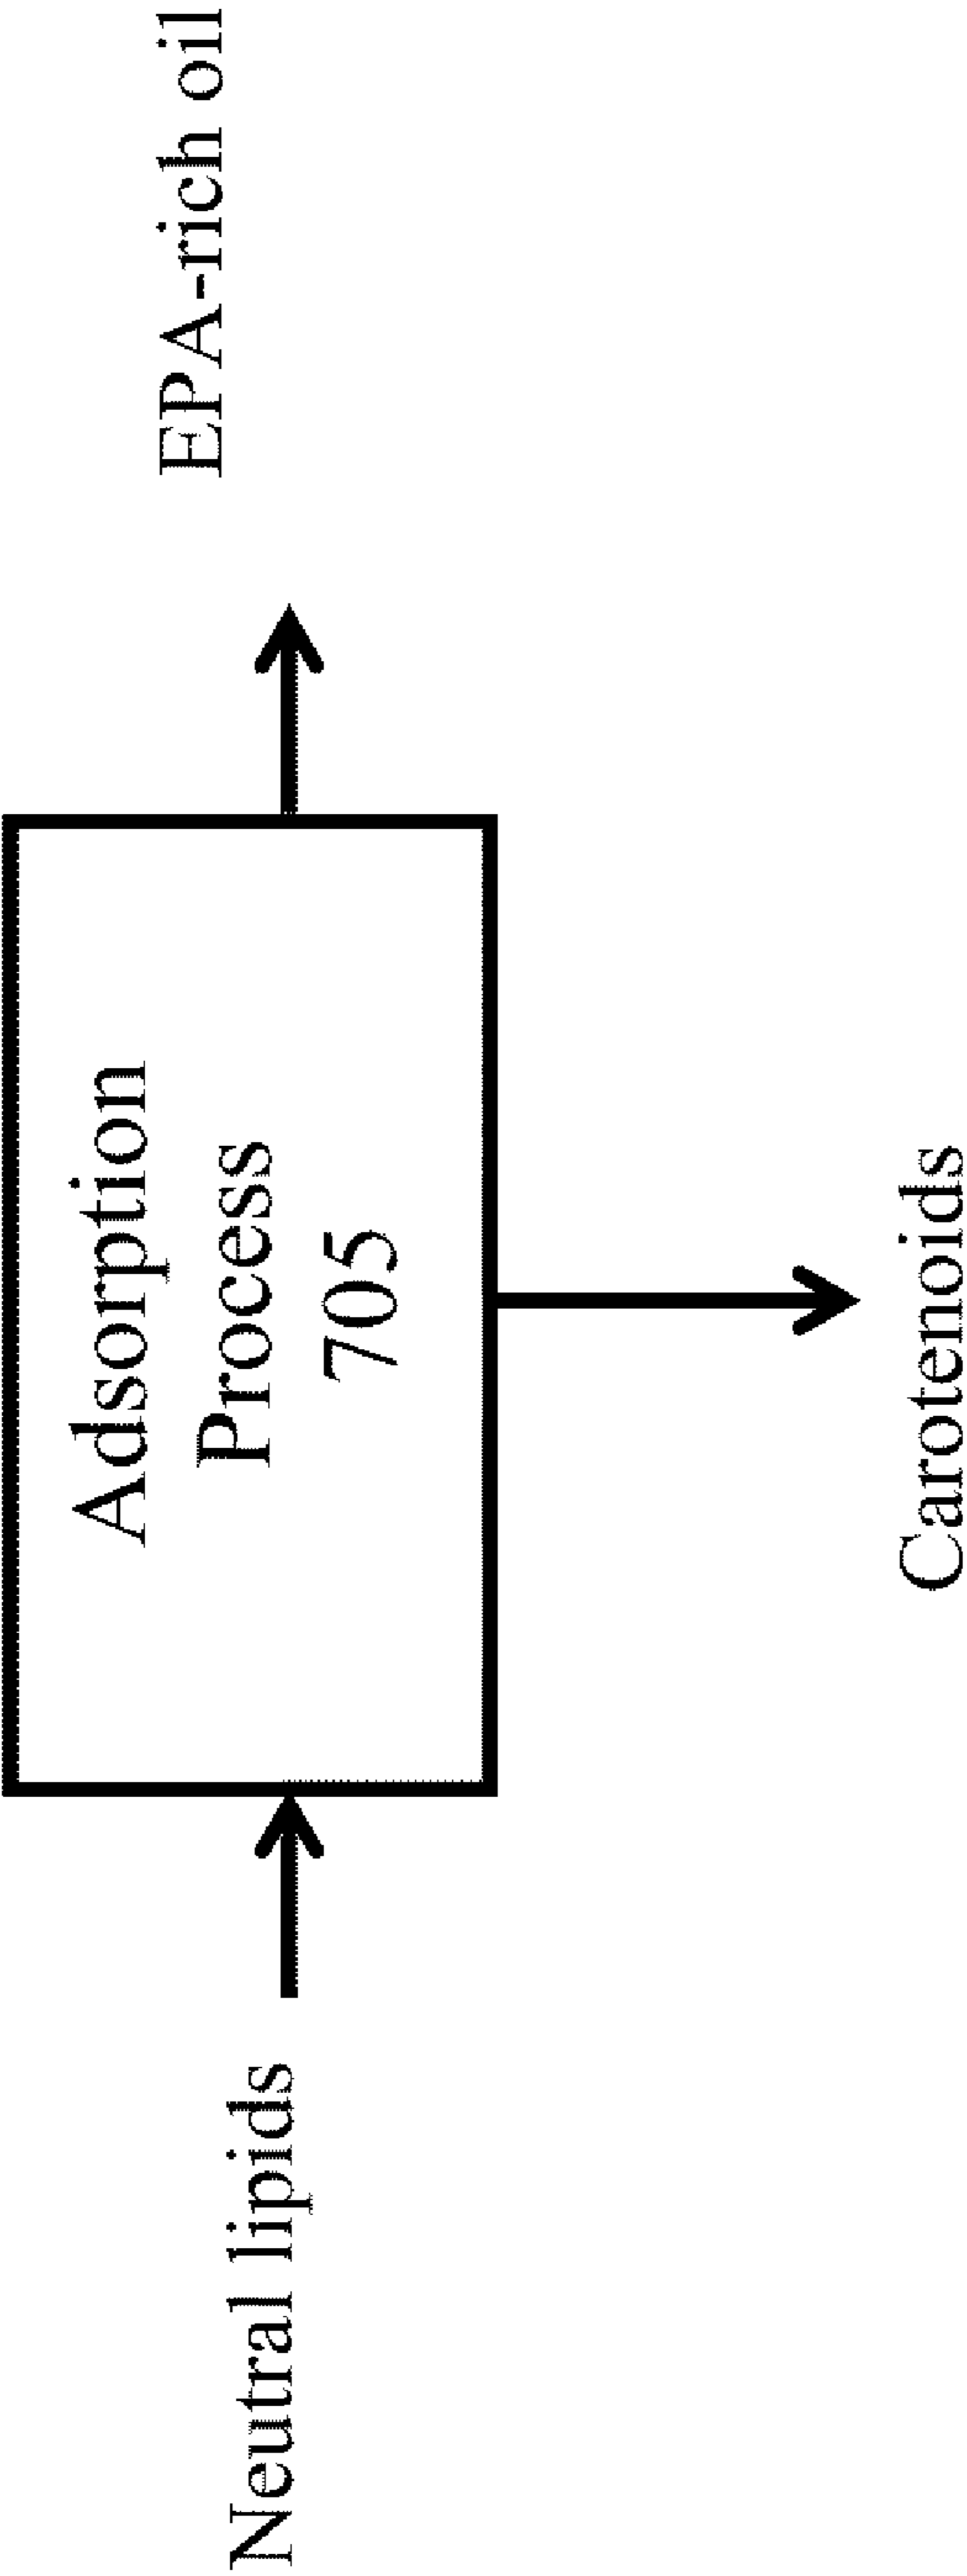 Neutral lipids
Adsorption
Process
705
EPA-rich oil
Carotenoids